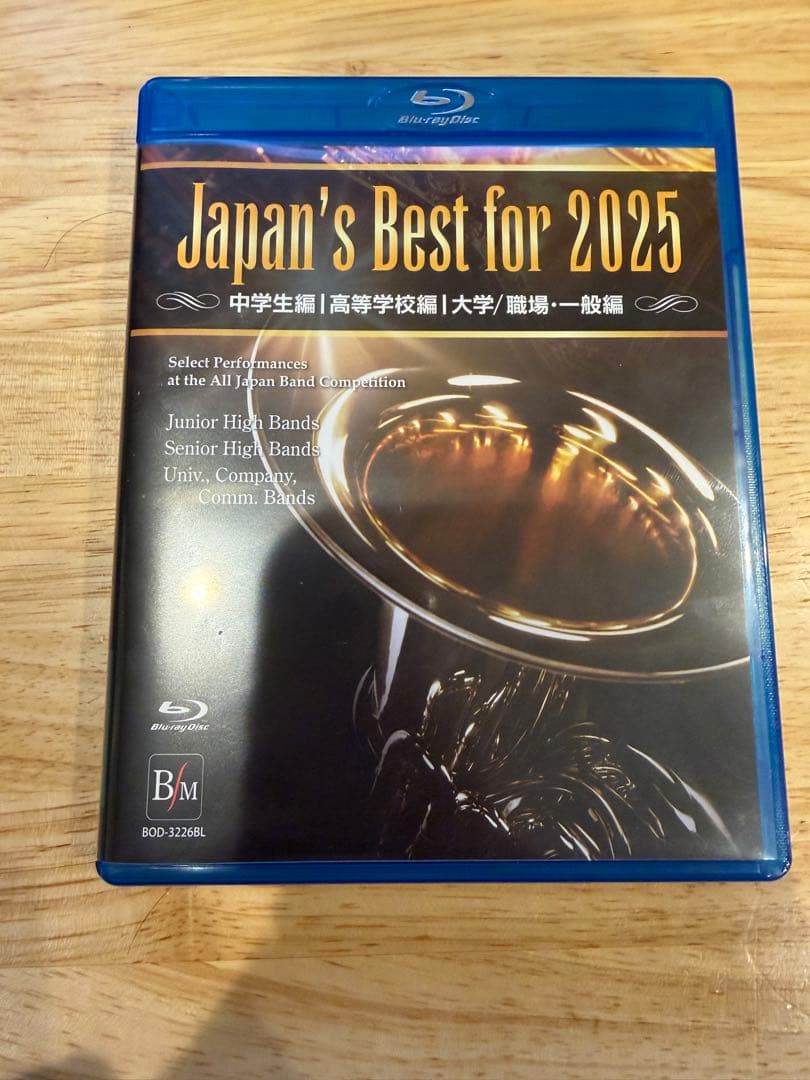 Blu-ray Disc
Japan's Best for 2025
中学生編|高等学校編|大学/職場・一般編
Select Performances
at the All Japan Band Competition
Junior High Bands
Senior High Bands
Univ., Company,
Comm. Bands
Blu-ray Disc
BfM
BOD-3226BL